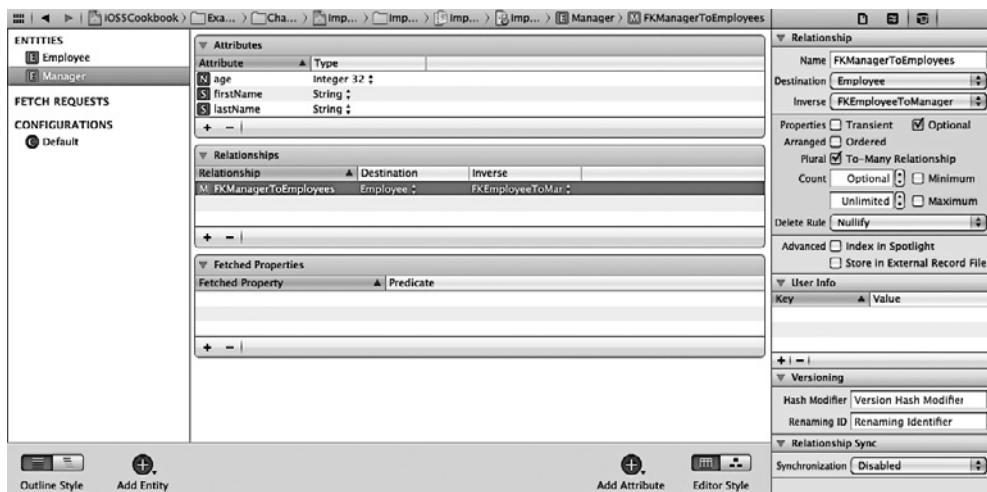 iOS5Cookbook › Exa... › Cha... › Imp... › Imp... › Imp... › Imp... › E Manager › M FKManagerToEmployees
ENTITIES
E Employee
E Manager
FETCH REQUESTS
CONFIGURATIONS
C Default
Attributes
Attribute Type
N age Integer 32
S firstName String
S lastName String
+ −
Relationships
Relationship Destination Inverse
M FKManagerToEmployees Employee FKEmployeeToMar
+ −
Fetched Properties
Fetched Property Predicate
+ −
Outline Style
Add Entity
Add Attribute
Editor Style
Relationship
Name FKManagerToEmployees
Destination Employee
Inverse FKEmployeeToManager
Properties Transient Optional
Arranged Ordered
Plural To-Many Relationship
Count Optional Minimum
Unlimited Maximum
Delete Rule Nullify
Advanced Index in Spotlight
Store in External Record File
User Info
Key Value
+ −
Versioning
Hash Modifier Version Hash Modifier
Renaming ID Renaming Identifier
Relationship Sync
Synchronization Disabled